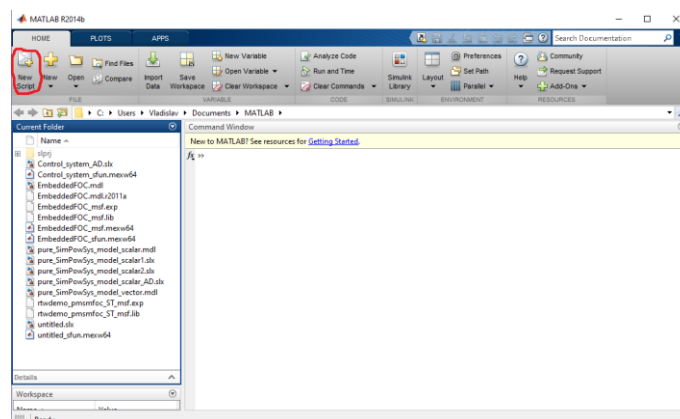 MATLAB R2014b
HOME PLOTS APPS Search Documentation
New Script New Open Find Files Compare Import Data Save Workspace New Variable Open Variable Clear Workspace Analyze Code Run and Time Clear Commands Simulink Library Layout Preferences Set Path Parallel Help Community Request Support Add-Ons
FILE VARIABLE CODE SIMULINK ENVIRONMENT RESOURCES
C: Users Vladislav Documents MATLAB
Current Folder
Name
slprj
Control_system_AD.slx
Control_system_sfun.mexw64
EmbeddedFOC.mdl
EmbeddedFOC.mdl.r2011a
EmbeddedFOC_msf.exp
EmbeddedFOC_msf.lib
EmbeddedFOC_msf.mexw64
EmbeddedFOC_sfun.mexw64
pure_SimPowSys_model_scalar.mdl
pure_SimPowSys_model_scalar1.slx
pure_SimPowSys_model_scalar2.slx
pure_SimPowSys_model_scalar_AD.slx
pure_SimPowSys_model_vector.mdl
rtwdemo_pmsmfoc_ST_msf.exp
rtwdemo_pmsmfoc_ST_msf.lib
untitled.slx
untitled_sfun.mexw64
Details
Workspace
Command Window
New to MATLAB? See resources for Getting Started.
fx >>